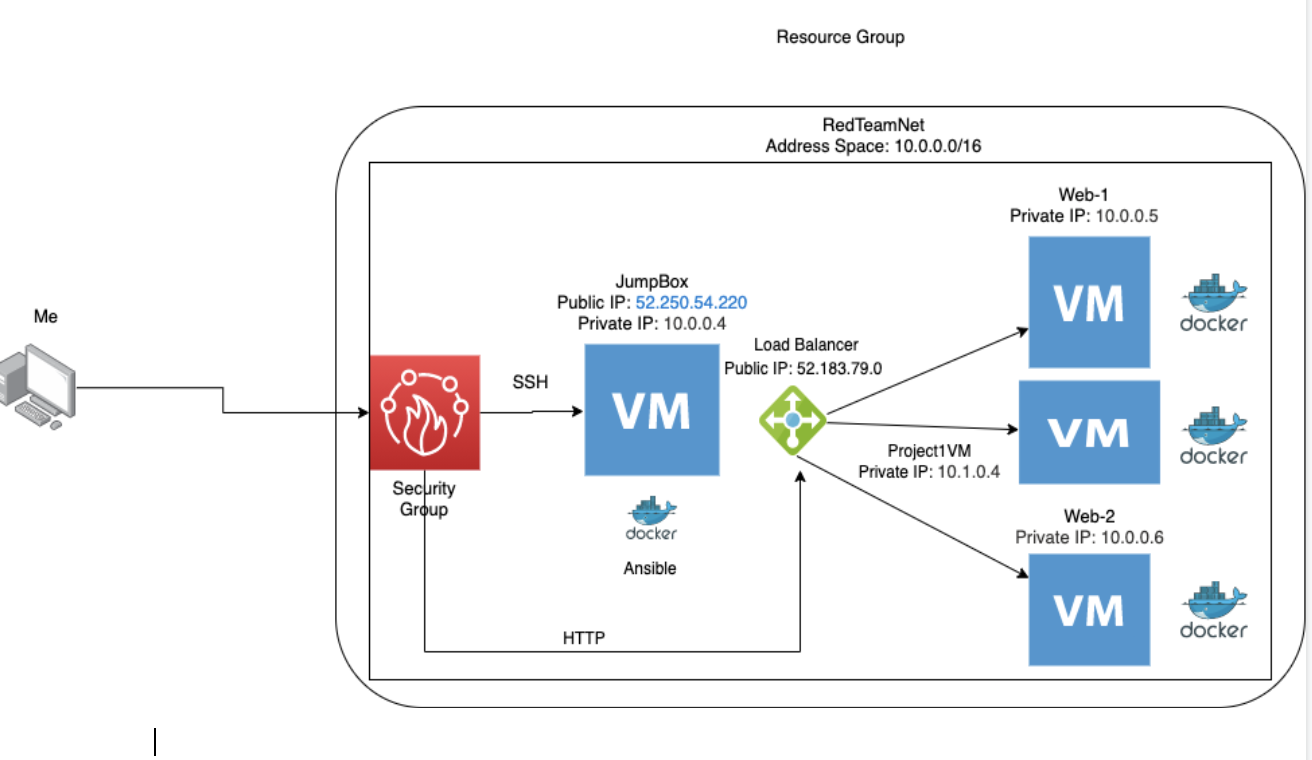 Resource Group
RedTeamNet
Address Space: 10.0.0.0/16
Me
Security
Group
SSH
HTTP
JumpBox
Public IP: 52.250.54.220
Private IP: 10.0.0.4
VM
docker
Ansible
Load Balancer
Public IP: 52.183.79.0
Web-1
Private IP: 10.0.0.5
VM
docker
Project1VM
Private IP: 10.1.0.4
VM
docker
Web-2
Private IP: 10.0.0.6
VM
docker